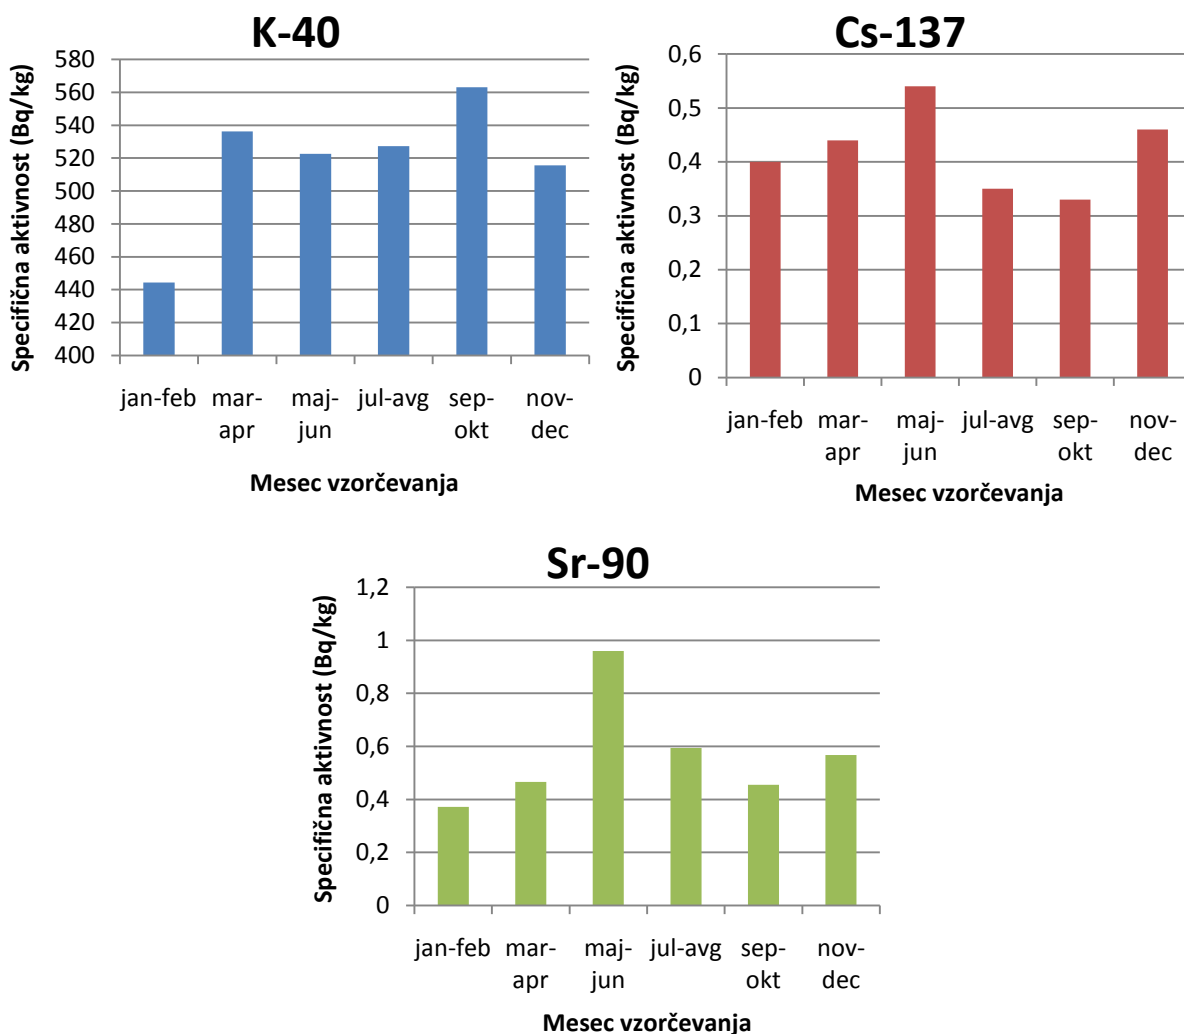 K-40
Specifična aktivnost (Bq/kg)
580
560
540
520
500
480
460
440
420
400
jan-feb mar- maj- jul-avg sep- nov-
apr jun okt dec
Mesec vzorčevanja
Cs-137
Specifična aktivnost (Bq/kg)
0,6
0,5
0,4
0,3
0,2
0,1
0
jan-feb mar- maj- jul-avg sep- nov-
apr jun okt dec
Mesec vzorčevanja
Sr-90
Specifična aktivnost (Bq/kg)
1,2
1
0,8
0,6
0,4
0,2
0
jan-feb mar- maj- jul-avg sep- nov-
apr jun okt dec
Mesec vzorčevanja